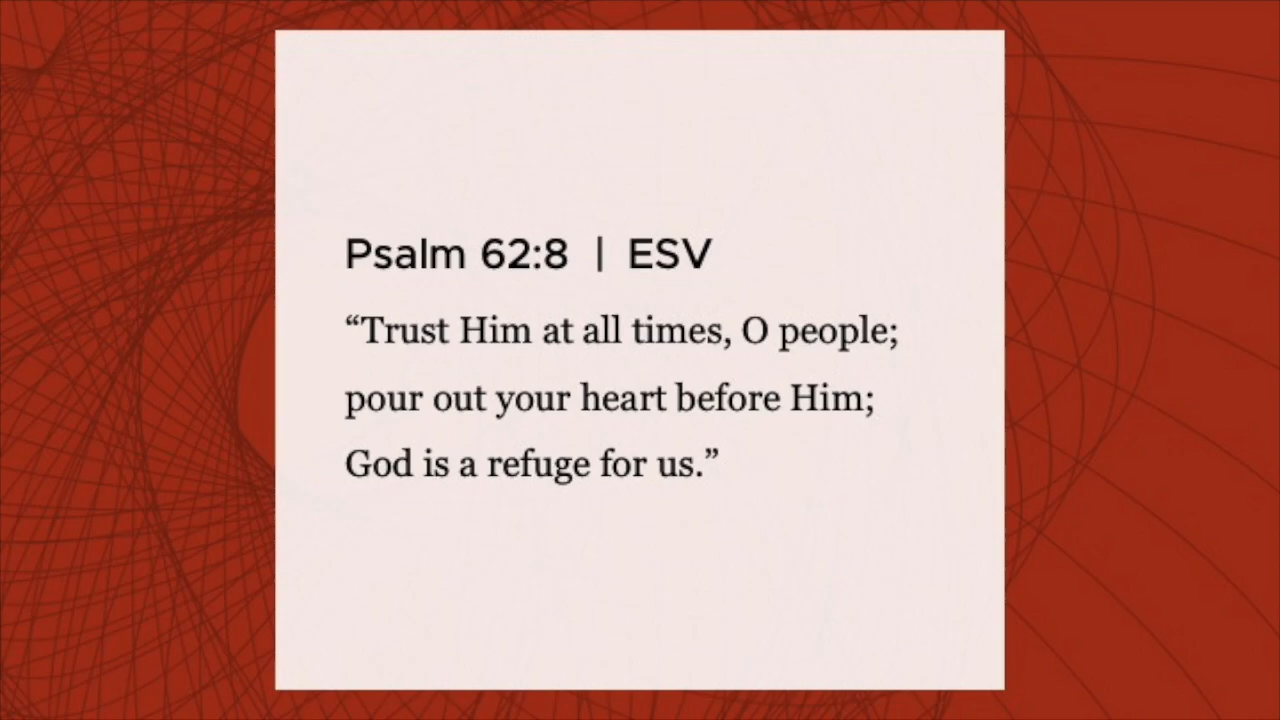 Psalm 62:8 | ESV
“Trust Him at all times, O people;
pour out your heart before Him;
God is a refuge for us.”